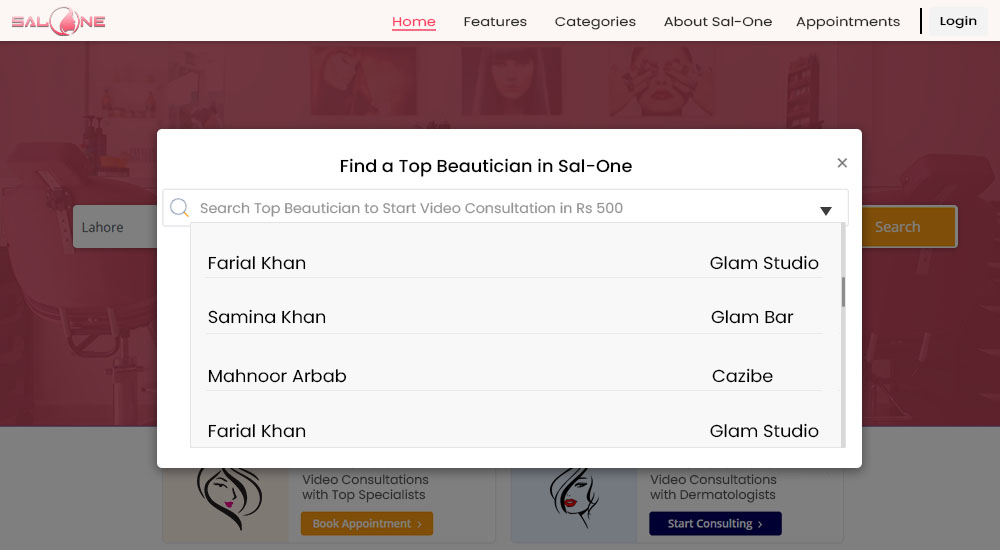 SALONE
Home Features Categories About Sal-One Appointments Login
Find a Top Beautician in Sal-One ×
Search Top Beautician to Start Video Consultation in Rs 500
Lahore
Search
Farial Khan Glam Studio
Samina Khan Glam Bar
Mahnoor Arbab Cazibe
Farial Khan Glam Studio
Video Consultations
with Top Specialists
Book Appointment >
Video Consultations
with Dermatologists
Start Consulting >